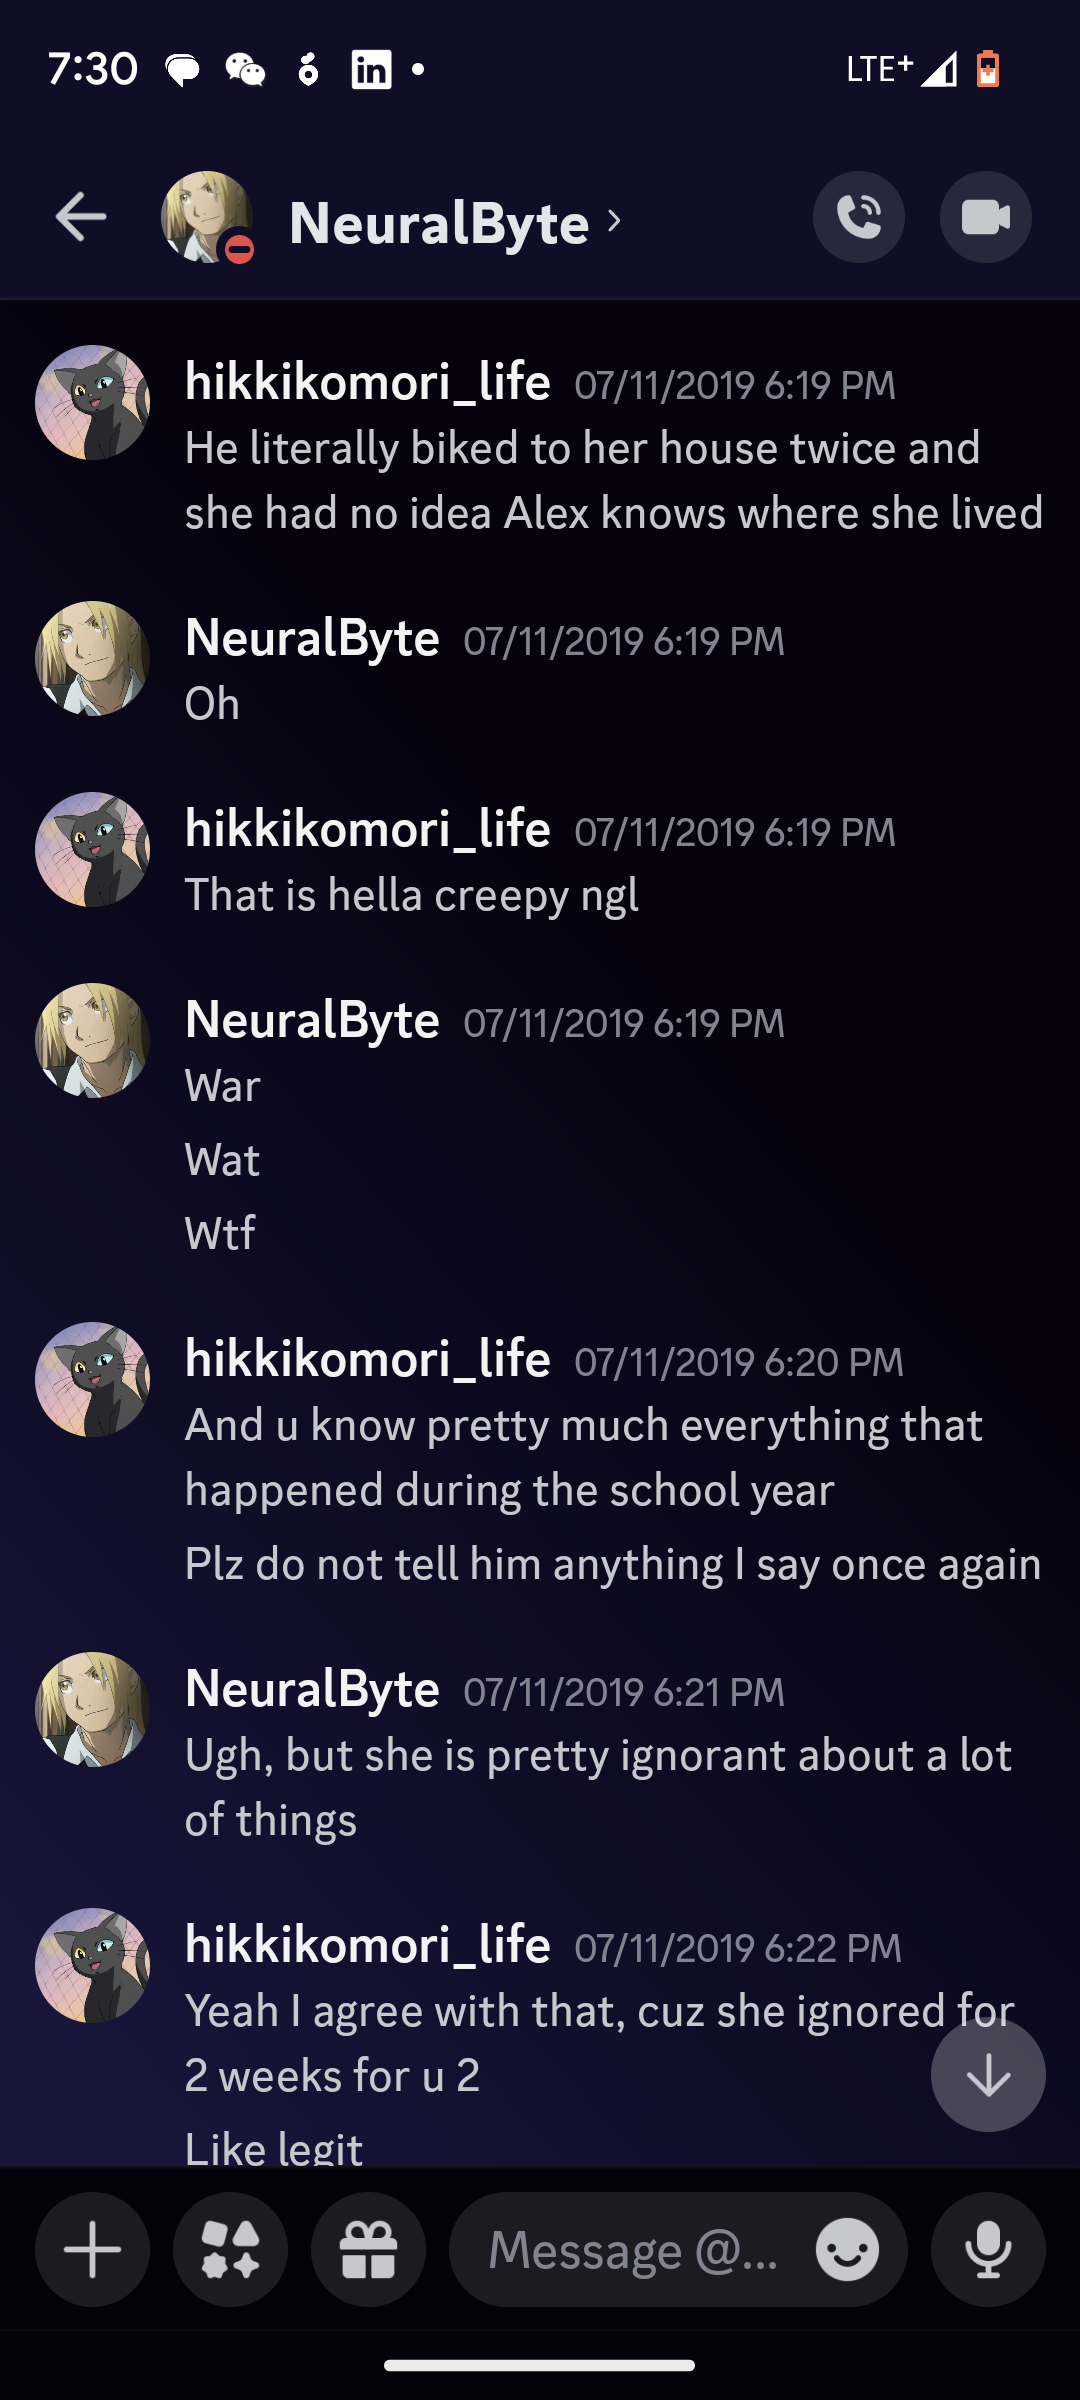 7:30
LTE+
NeuralByte
hikkikomori_life 07/11/2019 6:19 PM
He literally biked to her house twice and
she had no idea Alex knows where she lived
NeuralByte 07/11/2019 6:19 PM
Oh
hikkikomori_life 07/11/2019 6:19 PM
That is hella creepy ngl
NeuralByte 07/11/2019 6:19 PM
War
Wat
Wtf
hikkikomori_life 07/11/2019 6:20 PM
And u know pretty much everything that
happened during the school year
Plz do not tell him anything I say once again
NeuralByte 07/11/2019 6:21 PM
Ugh, but she is pretty ignorant about a lot
of things
hikkikomori_life 07/11/2019 6:22 PM
Yeah I agree with that, cuz she ignored for
2 weeks for u 2
Like legit
Message @...